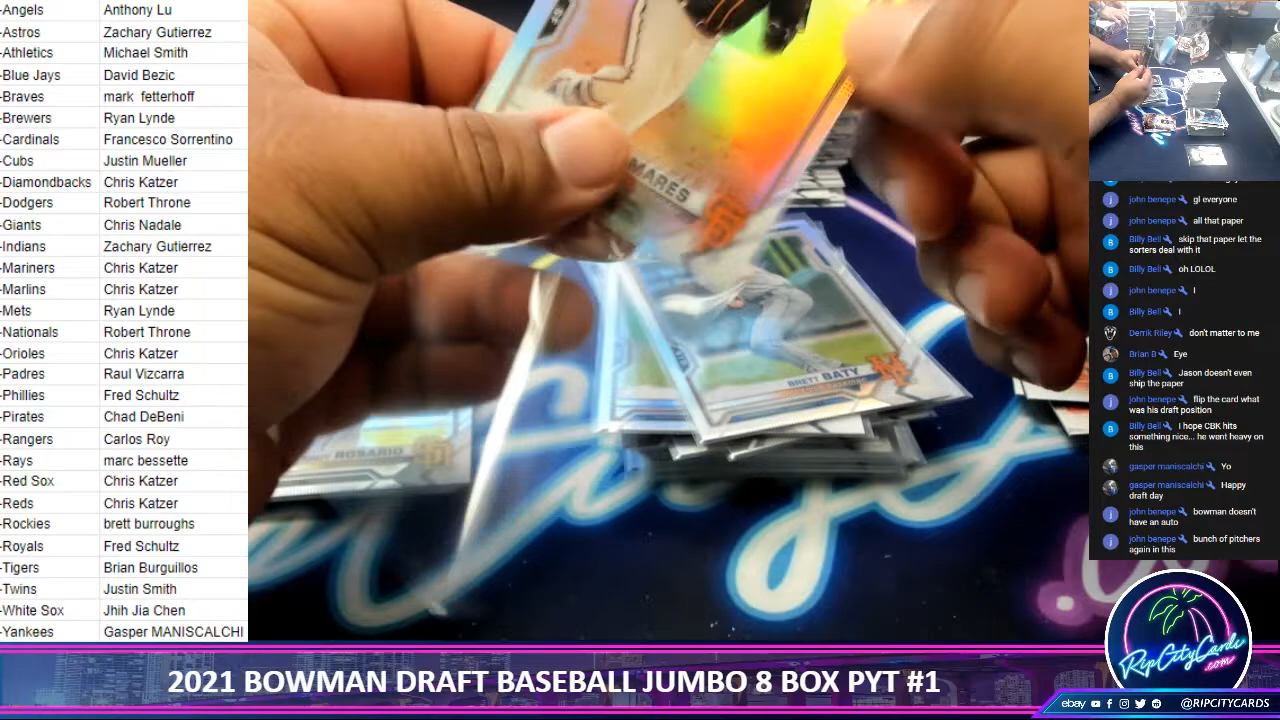 -Angels Anthony Lu
-Astros Zachary Gutierrez
-Athletics Michael Smith
-Blue Jays David Bezic
-Braves mark fetterhoff
-Brewers Ryan Lynde
-Cardinals Francesco Sorrentino
-Cubs Justin Mueller
-Diamondbacks Chris Katzer
-Dodgers Robert Throne
-Giants Chris Nadale
-Indians Zachary Gutierrez
-Mariners Chris Katzer
-Marlins Chris Katzer
-Mets Ryan Lynde
-Nationals Robert Throne
-Orioles Chris Katzer
-Padres Raul Vizcarra
-Phillies Fred Schultz
-Pirates Chad DeBeni
-Rangers Carlos Roy
-Rays marc bessette
-Red Sox Chris Katzer
-Reds Chris Katzer
-Rockies brett burroughs
-Royals Fred Schultz
-Tigers Brian Burguillos
-Twins Justin Smith
-White Sox Jhih Jia Chen
-Yankees Gasper MANISCALCHI
MARES
SF
BRETT BATY
ROSARIO
john benepe gl everyone
john benepe all that paper
Billy Bell skip that paper let the
sorters deal with it
Billy Bell oh LOLOL
john benepe I
Billy Bell I
Derrik Riley don't matter to me
Brian B Eye
Billy Bell Jason doesn't even
ship the paper
john benepe flip the card what
was his draft position
Billy Bell I hope CBK hits
something nice... he went heavy on
this
gasper maniscalchi Yo
gasper maniscalchi Happy
draft day
john benepe bowman doesn't
have an auto
john benepe bunch of pitchers
again in this
RipCityCards
.com
2021 BOWMAN DRAFT BASEBALL JUMBO 8 BOX PYT #1
ebay @RIPCITYCARDS